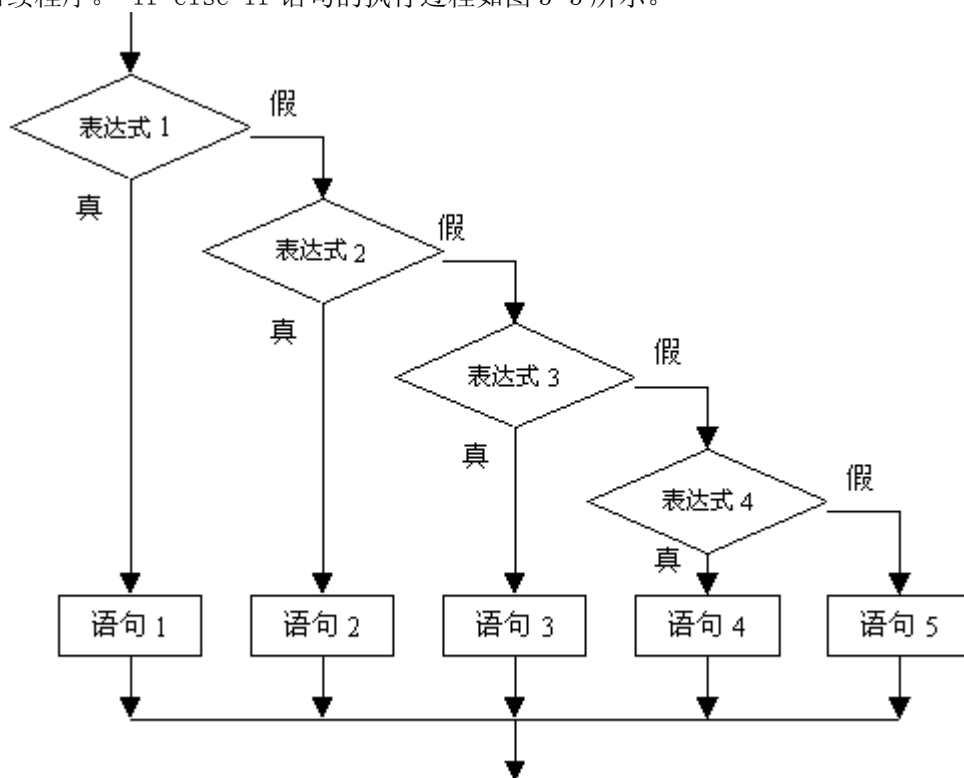 续程序。 if-else-if 语句的执行过程如图 3-3 所示。
假
表达式 1
真
假
表达式 2
真
假
表达式 3
真
假
表达式 4
真
语句 1
语句 2
语句 3
语句 4
语句 5